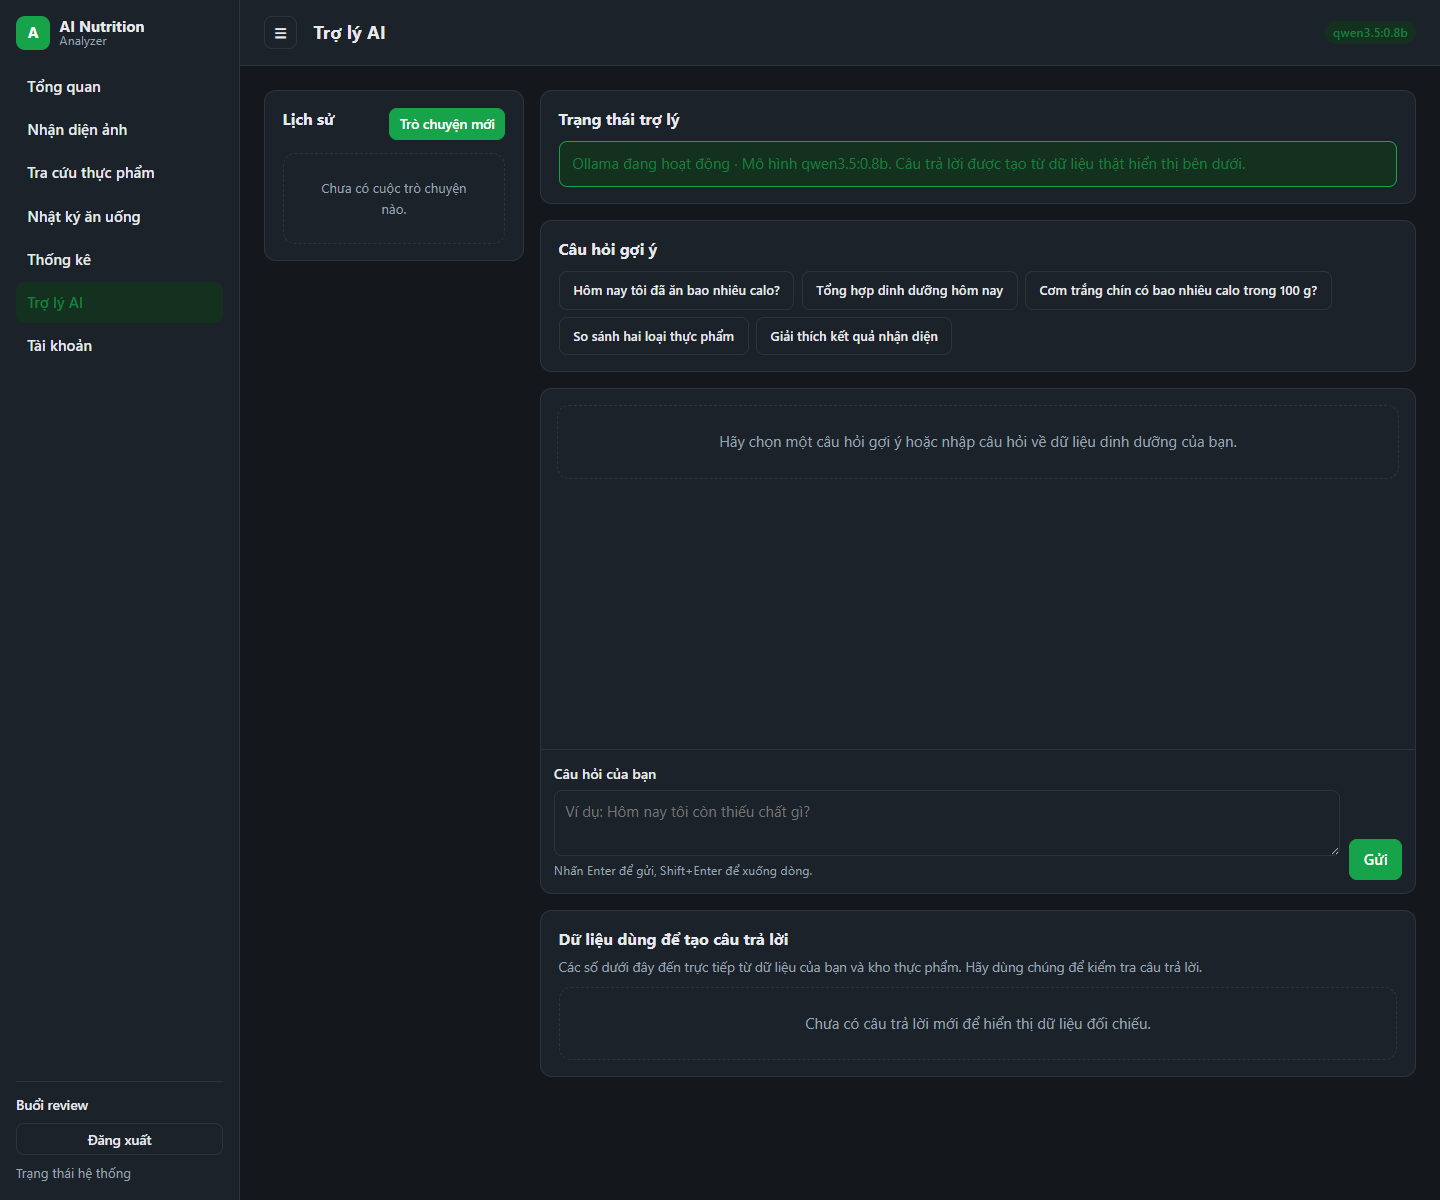 A
AI Nutrition
Analyzer
Tổng quan
Nhận diện ảnh
Tra cứu thực phẩm
Nhật ký ăn uống
Thống kê
Trợ lý AI
Tài khoản
Buổi review
Đăng xuất
Trạng thái hệ thống
☰
Trợ lý AI
qwen3.5:0.8b
Lịch sử
Trò chuyện mới
Chưa có cuộc trò chuyện
nào.
Trạng thái trợ lý
Ollama đang hoạt động · Mô hình qwen3.5:0.8b. Câu trả lời được tạo từ dữ liệu thật hiển thị bên dưới.
Câu hỏi gợi ý
Hôm nay tôi đã ăn bao nhiêu calo?
Tổng hợp dinh dưỡng hôm nay
Cơm trắng chín có bao nhiêu calo trong 100 g?
So sánh hai loại thực phẩm
Giải thích kết quả nhận diện
Hãy chọn một câu hỏi gợi ý hoặc nhập câu hỏi về dữ liệu dinh dưỡng của bạn.
Câu hỏi của bạn
Ví dụ: Hôm nay tôi còn thiếu chất gì?
Nhấn Enter để gửi, Shift+Enter để xuống dòng.
Gửi
Dữ liệu dùng để tạo câu trả lời
Các số dưới đây đến trực tiếp từ dữ liệu của bạn và kho thực phẩm. Hãy dùng chúng để kiểm tra câu trả lời.
Chưa có câu trả lời mới để hiển thị dữ liệu đối chiếu.